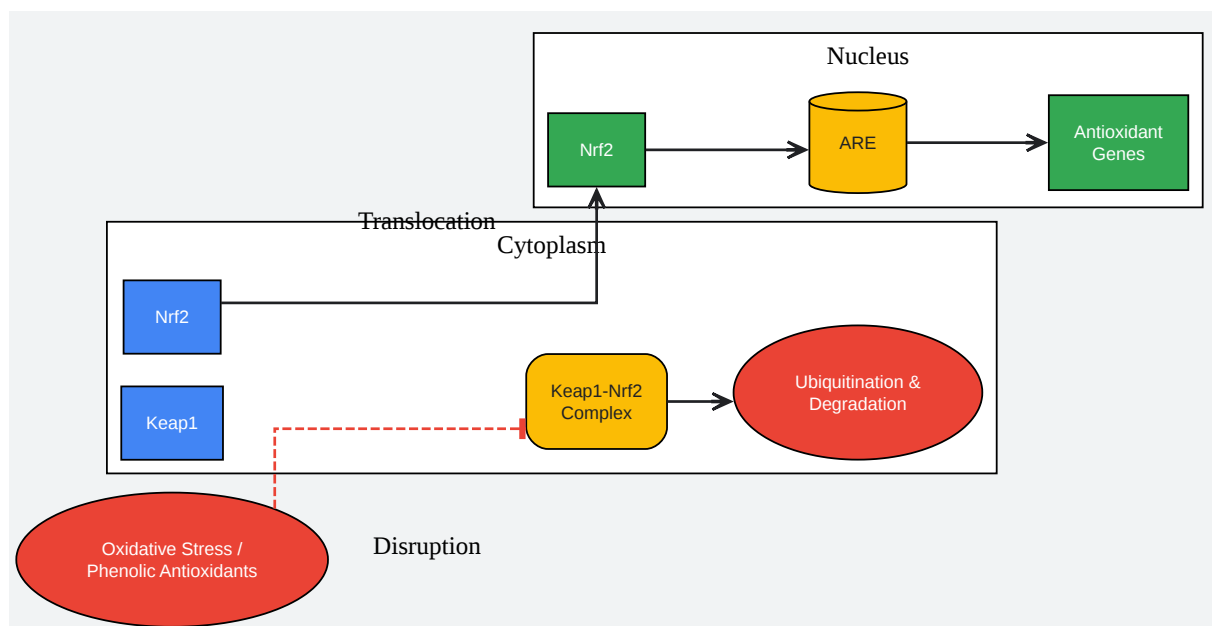 Nucleus
Nrf2
ARE
Antioxidant
Genes
Translocation
Cytoplasm
Nrf2
Keap1
Keap1-Nrf2
Complex
Ubiquitination &
Degradation
Oxidative Stress /
Phenolic Antioxidants
Disruption